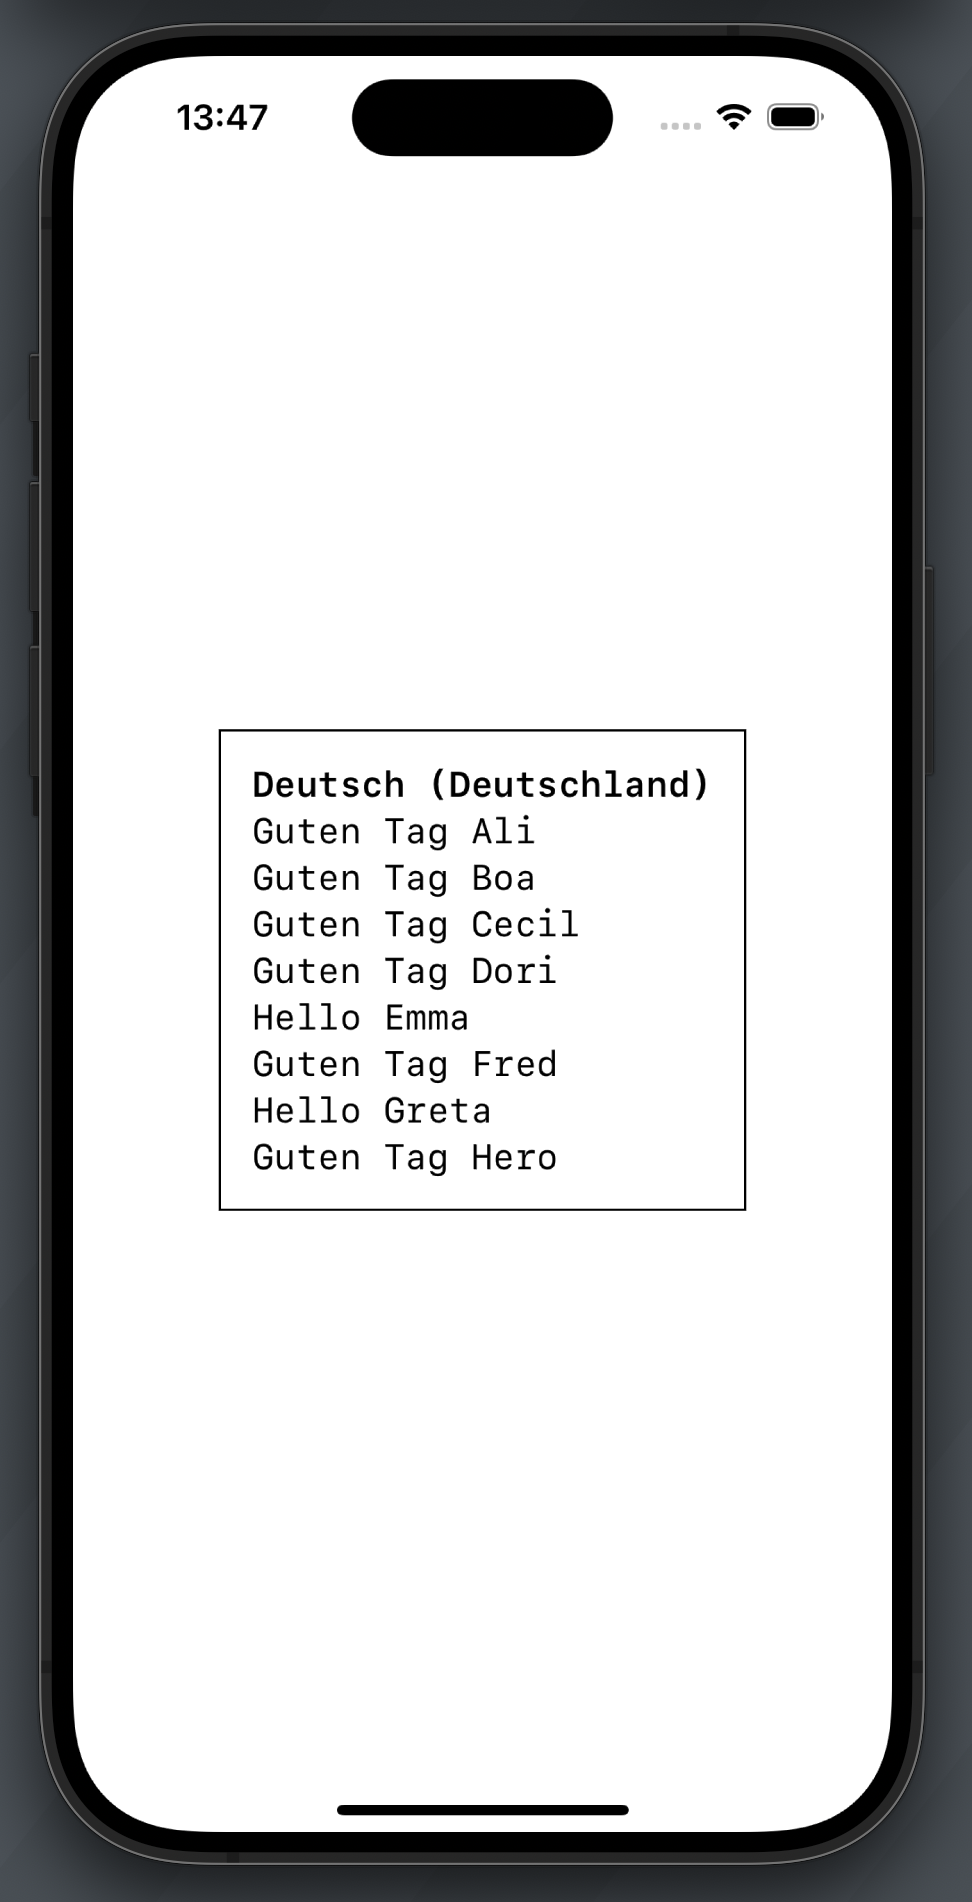 13:47
Deutsch (Deutschland)
Guten Tag Ali
Guten Tag Boa
Guten Tag Cecil
Guten Tag Dori
Hello Emma
Guten Tag Fred
Hello Greta
Guten Tag Hero